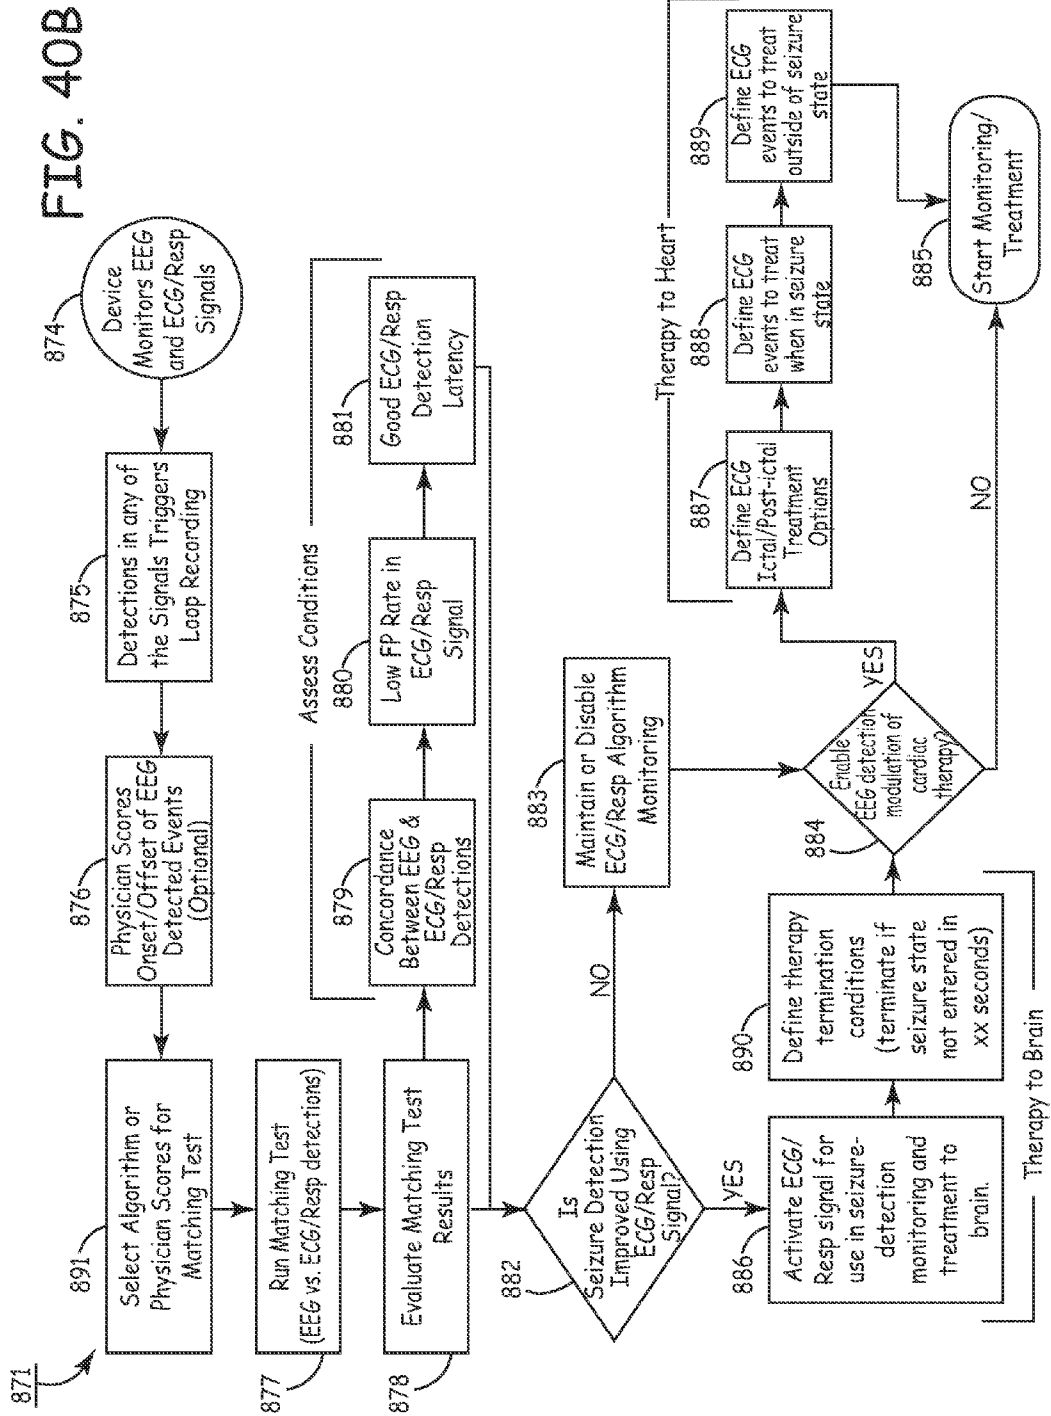 FIG. 40B
871
874
Device
Monitors EEG
and ECG/Resp
Signals
875
Detections in any of
the Signals Triggers
Loop Recording
876
Physician Scores
Onset/Offset of EEG
Detected Events
(Optional)
891
Select Algorithm or
Physician Scores for
Matching Test
877
Run Matching Test
(EEG vs. ECG/Resp detections)
878
Evaluate Matching Test
Results
Assess Conditions
879
Concordance
Between EEG &
ECG/Resp
Detections
880
Low FP Rate in
ECG/Resp
Signal
881
Good ECG/Resp
Detection
Latency
882
Is
Seizure Detection
Improved Using
ECG/Resp
Signal?
NO
YES
883
Maintain or Disable
ECG/Resp Algorithm
Monitoring
886
Activate ECG/
Resp signal for
use in seizure-
detection
monitoring and
treatment to
brain.
890
Define therapy
termination
conditions
(terminate if
seizure state
not entered in
xx seconds)
Therapy to Brain
884
Enable
EEG detection
modulation of
cardiac
therapy?
YES
NO
Therapy to Heart
887
Define ECG
Ictal/Post-ictal
Treatment
Options
888
Define ECG
events to treat
when in seizure
state
889
Define ECG
events to treat
outside of seizure
state
885
Start Monitoring/
Treatment